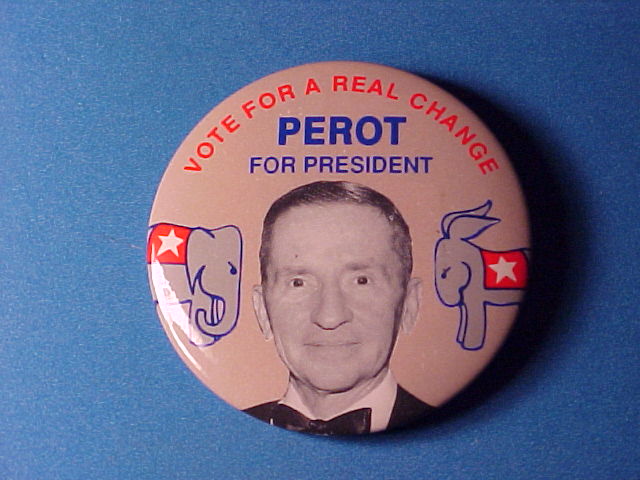 VOTE FOR A REAL CHANGE
PEROT
FOR PRESIDENT